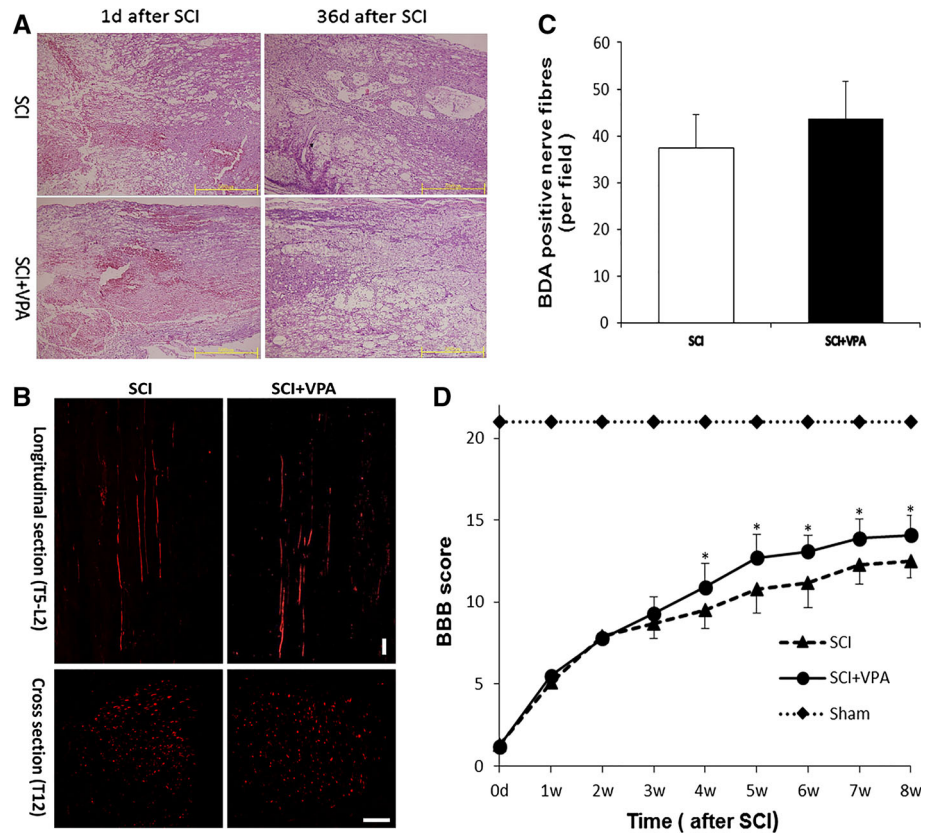 A
1d after SCI
36d after SCI
SCI
SCI+VPA
B
SCI
SCI+VPA
Longitudinal section (T5-L2)
Cross section (T12)
C
BDA positive nerve fibres
(per field)
60
50
40
30
20
10
0
SCI
SCI+VPA
D
BBB score
20
15
10
5
0
*
*
*
*
*
SCI
SCI+VPA
Sham
0d
1w
2w
3w
4w
5w
6w
7w
8w
Time ( after SCI)